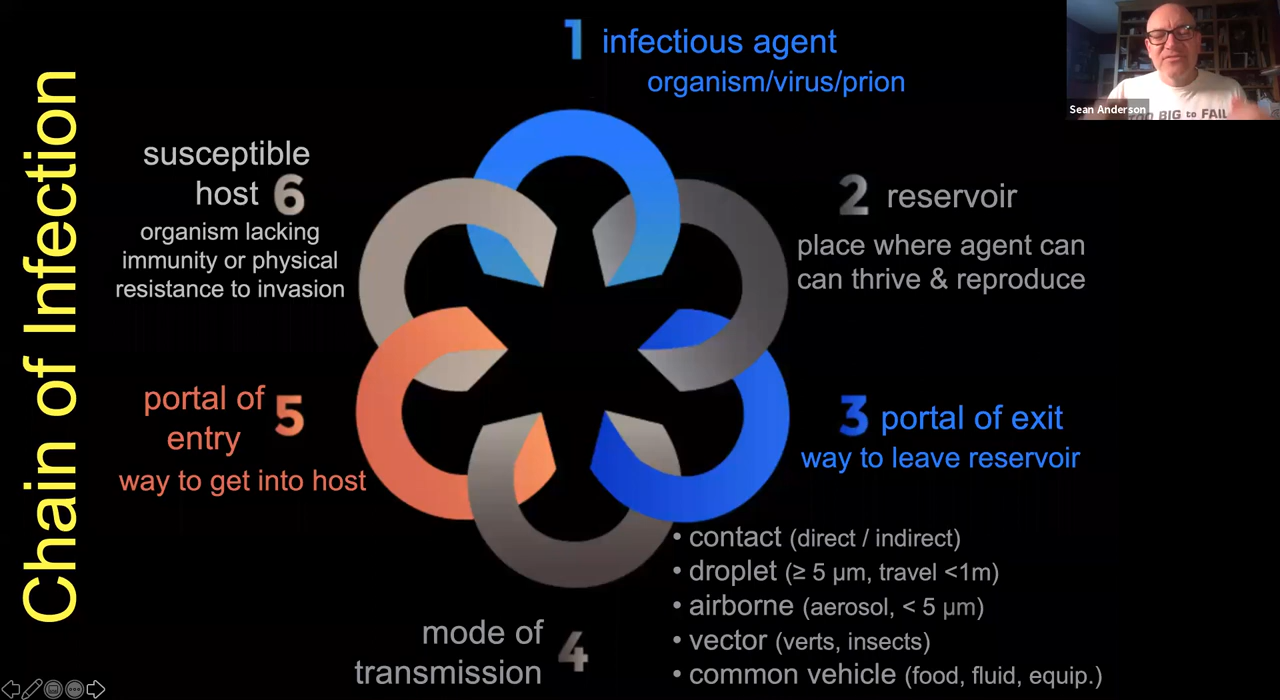 Chain of Infection
1 infectious agent
organism/virus/prion
Sean Anderson
BIG to FAIL
susceptible
host 6
organism lacking
immunity or physical
resistance to invasion
2 reservoir
place where agent can
can thrive & reproduce
portal of
entry 5
way to get into host
3 portal of exit
way to leave reservoir
mode of
transmission 4
• contact (direct / indirect)
• droplet (≥ 5 μm, travel <1m)
• airborne (aerosol, < 5 μm)
• vector (verts, insects)
• common vehicle (food, fluid, equip.)